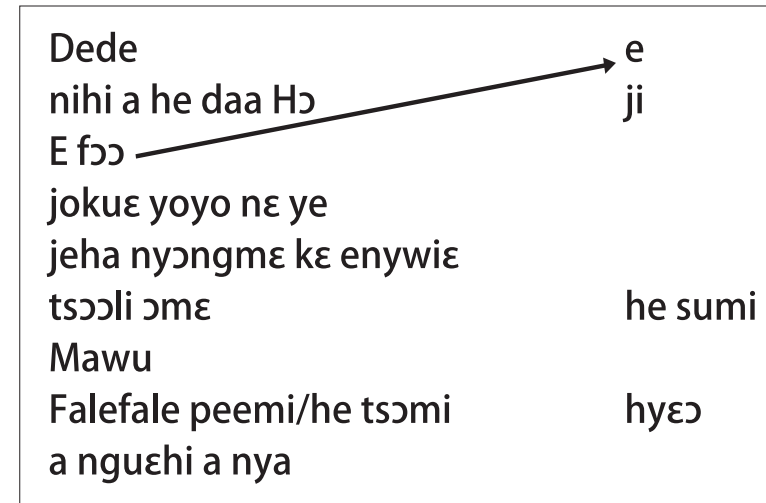 Dede e
nihi a he daa Hɔ ji
E fɔɔ
jokuɛ yoyo nɛ ye
jeha nyɔngmɛ kɛ enywiɛ
tsɔɔli ɔmɛ he sumi
Mawu
Falefale peemi/he tsɔmi hyɛɔ
a nguɛhi a nya